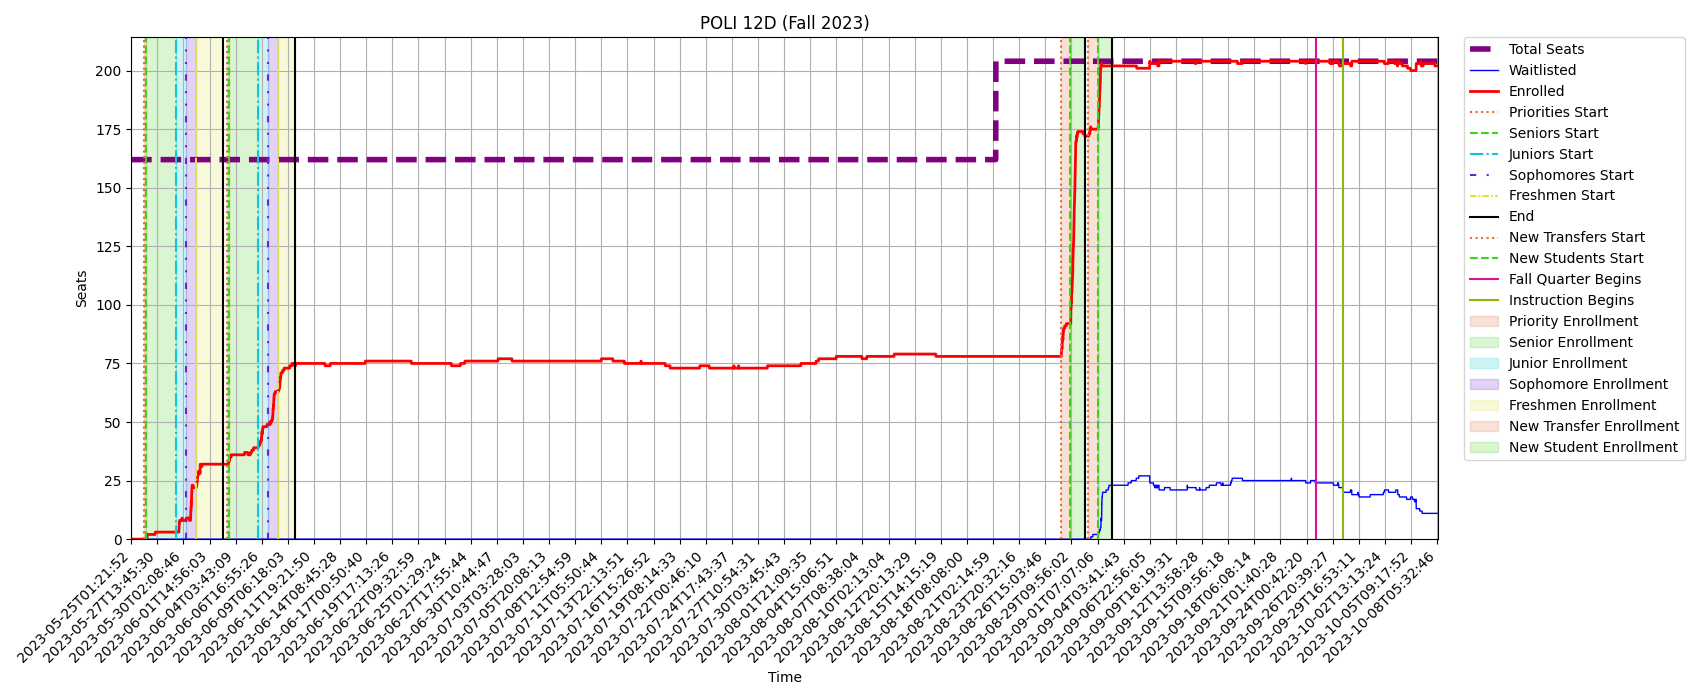 POLI 12D (Fall 2023)
Seats
200
175
150
125
100
75
50
25
0
2023-05-25T01:21:52
2023-05-27T13:45:30
2023-05-30T02:08:46
2023-06-01T14:56:03
2023-06-04T03:43:09
2023-06-06T16:55:28
2023-06-09T06:18:03
2023-06-11T19:21:50
2023-06-14T08:45:28
2023-06-17T00:50:40
2023-06-19T17:13:26
2023-06-22T09:32:59
2023-06-25T01:29:24
2023-06-27T17:55:44
2023-06-30T10:44:47
2023-07-03T03:28:03
2023-07-05T20:08:13
2023-07-08T12:54:59
2023-07-11T05:50:44
2023-07-13T22:13:51
2023-07-16T15:26:52
2023-07-19T08:14:33
2023-07-22T00:46:10
2023-07-24T17:43:37
2023-07-27T10:54:31
2023-07-30T03:45:43
2023-08-01T21:09:35
2023-08-04T15:06:51
2023-08-07T08:38:04
2023-08-10T02:13:04
2023-08-12T20:13:29
2023-08-15T14:15:19
2023-08-18T08:08:00
2023-08-21T02:14:59
2023-08-23T20:32:16
2023-08-26T15:03:46
2023-08-29T09:56:02
2023-09-01T07:07:06
2023-09-04T03:41:43
2023-09-06T22:56:05
2023-09-09T18:19:31
2023-09-12T13:58:28
2023-09-15T09:56:18
2023-09-18T06:08:14
2023-09-21T01:40:28
2023-09-24T00:42:20
2023-09-26T20:39:27
2023-09-29T16:53:11
2023-10-02T13:13:24
2023-10-05T09:17:52
2023-10-08T05:32:46
Time
Total Seats
Waitlisted
Enrolled
Priorities Start
Seniors Start
Juniors Start
Sophomores Start
Freshmen Start
End
New Transfers Start
New Students Start
Fall Quarter Begins
Instruction Begins
Priority Enrollment
Senior Enrollment
Junior Enrollment
Sophomore Enrollment
Freshmen Enrollment
New Transfer Enrollment
New Student Enrollment